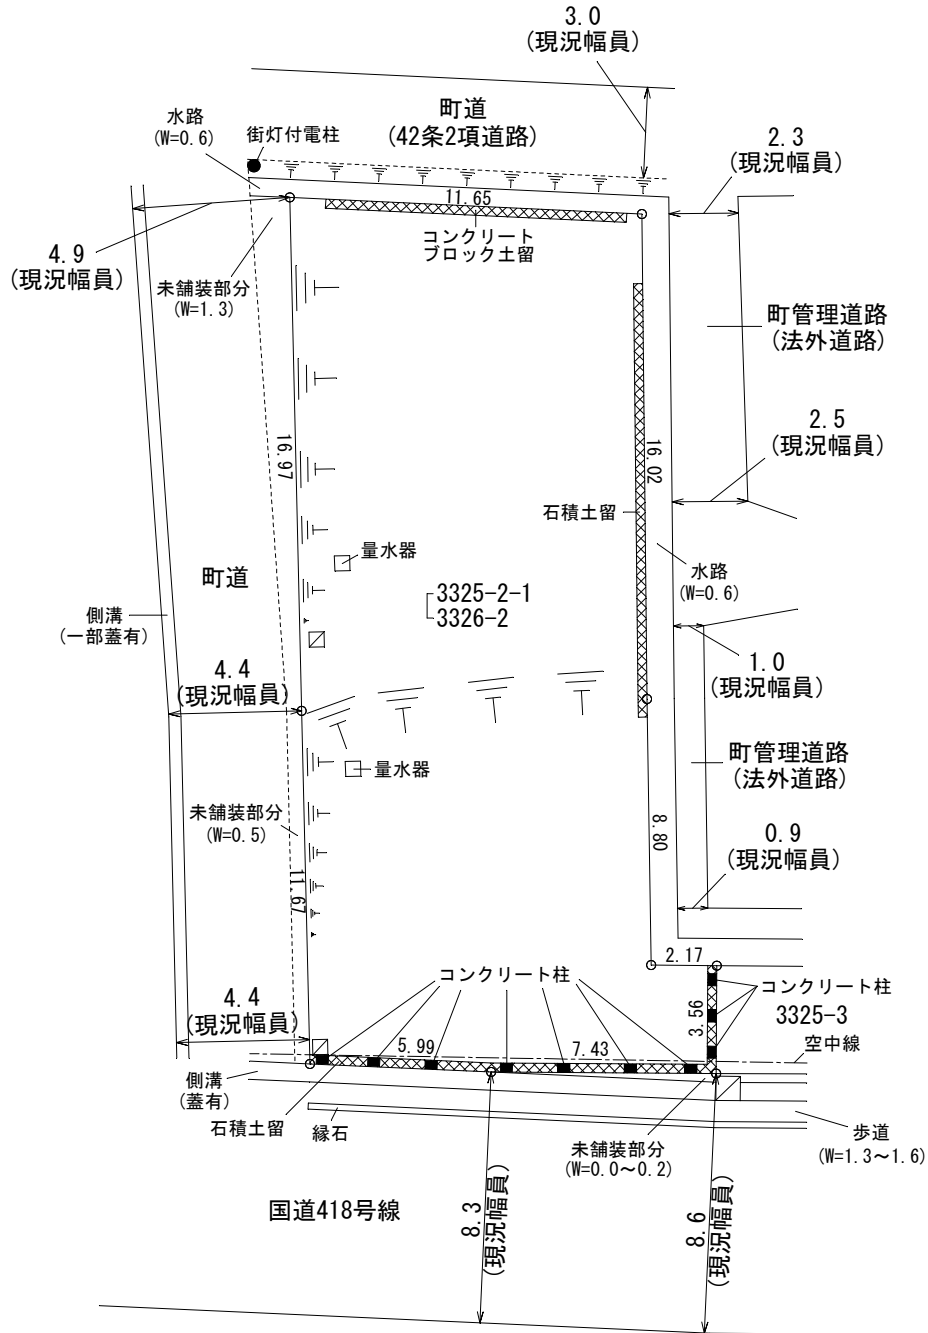 3.0
(現況幅員)
町道
(42条2項道路)
水路
(W=0.6)
街灯付電柱
2.3
(現況幅員)
11.65
コンクリート
ブロック土留
4.9
(現況幅員)
未舗装部分
(W=1.3)
町管理道路
(法外道路)
2.5
(現況幅員)
16.97
16.02
石積土留
量水器
水路
(W=0.6)
町道
3325-2-1
3326-2
側溝
(一部蓋有)
4.4
(現況幅員)
1.0
(現況幅員)
町管理道路
(法外道路)
量水器
未舗装部分
(W=0.5)
8.80
0.9
(現況幅員)
11.67
2.17
コンクリート柱
コンクリート柱
3.56
3325-3
4.4
(現況幅員)
5.99
7.43
空中線
側溝
(蓋有)
石積土留
縁石
未舗装部分
(W=0.0～0.2)
歩道
(W=1.3～1.6)
国道418号線
8.3
(現況幅員)
8.6
(現況幅員)